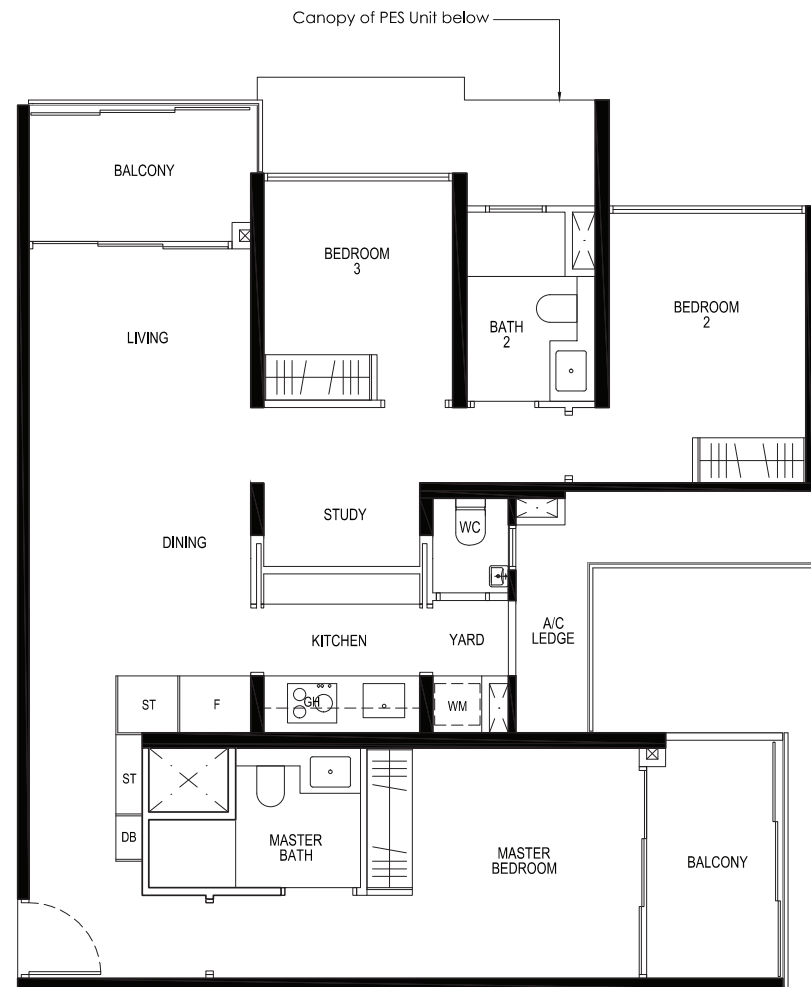 Canopy of PES Unit below
BALCONY
BEDROOM
3
BEDROOM
2
LIVING
BATH
2
STUDY
WC
DINING
KITCHEN
YARD
A/C
LEDGE
ST
F
GH
WM
ST
DB
MASTER
BATH
MASTER
BEDROOM
BALCONY